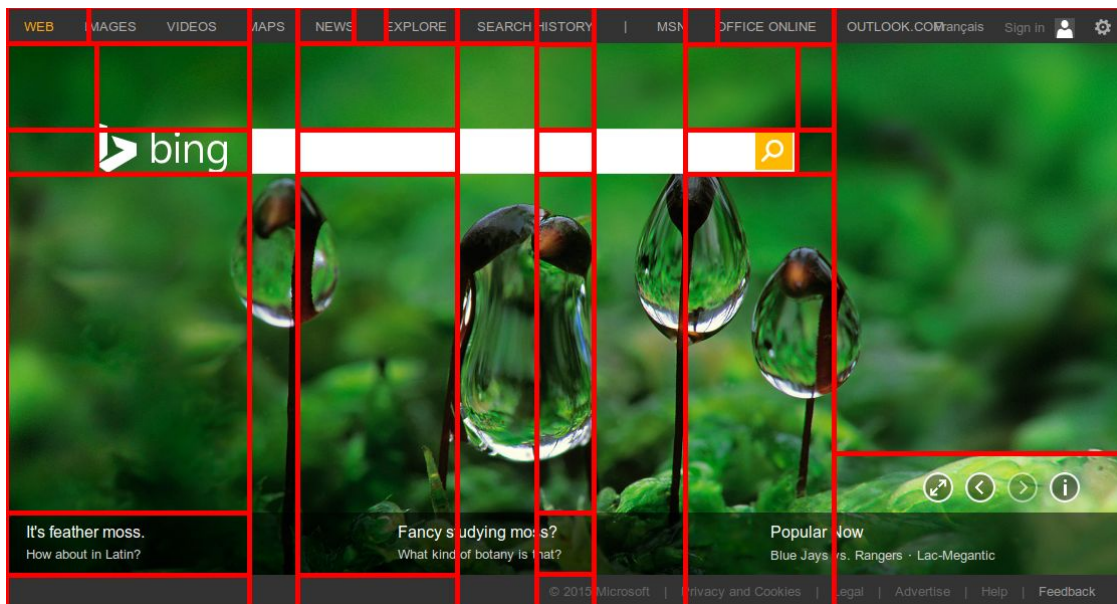 WEB IMAGES VIDEOS MAPS NEWS EXPLORE SEARCH HISTORY | MSN OFFICE ONLINE OUTLOOK.COM Français Sign in
bing
It's feather moss. Fancy studying moss? Popular Now
How about in Latin? What kind of botany is that? Blue Jays vs. Rangers · Lac-Megantic
© 2015 Microsoft | Privacy and Cookies | Legal | Advertise | Help | Feedback